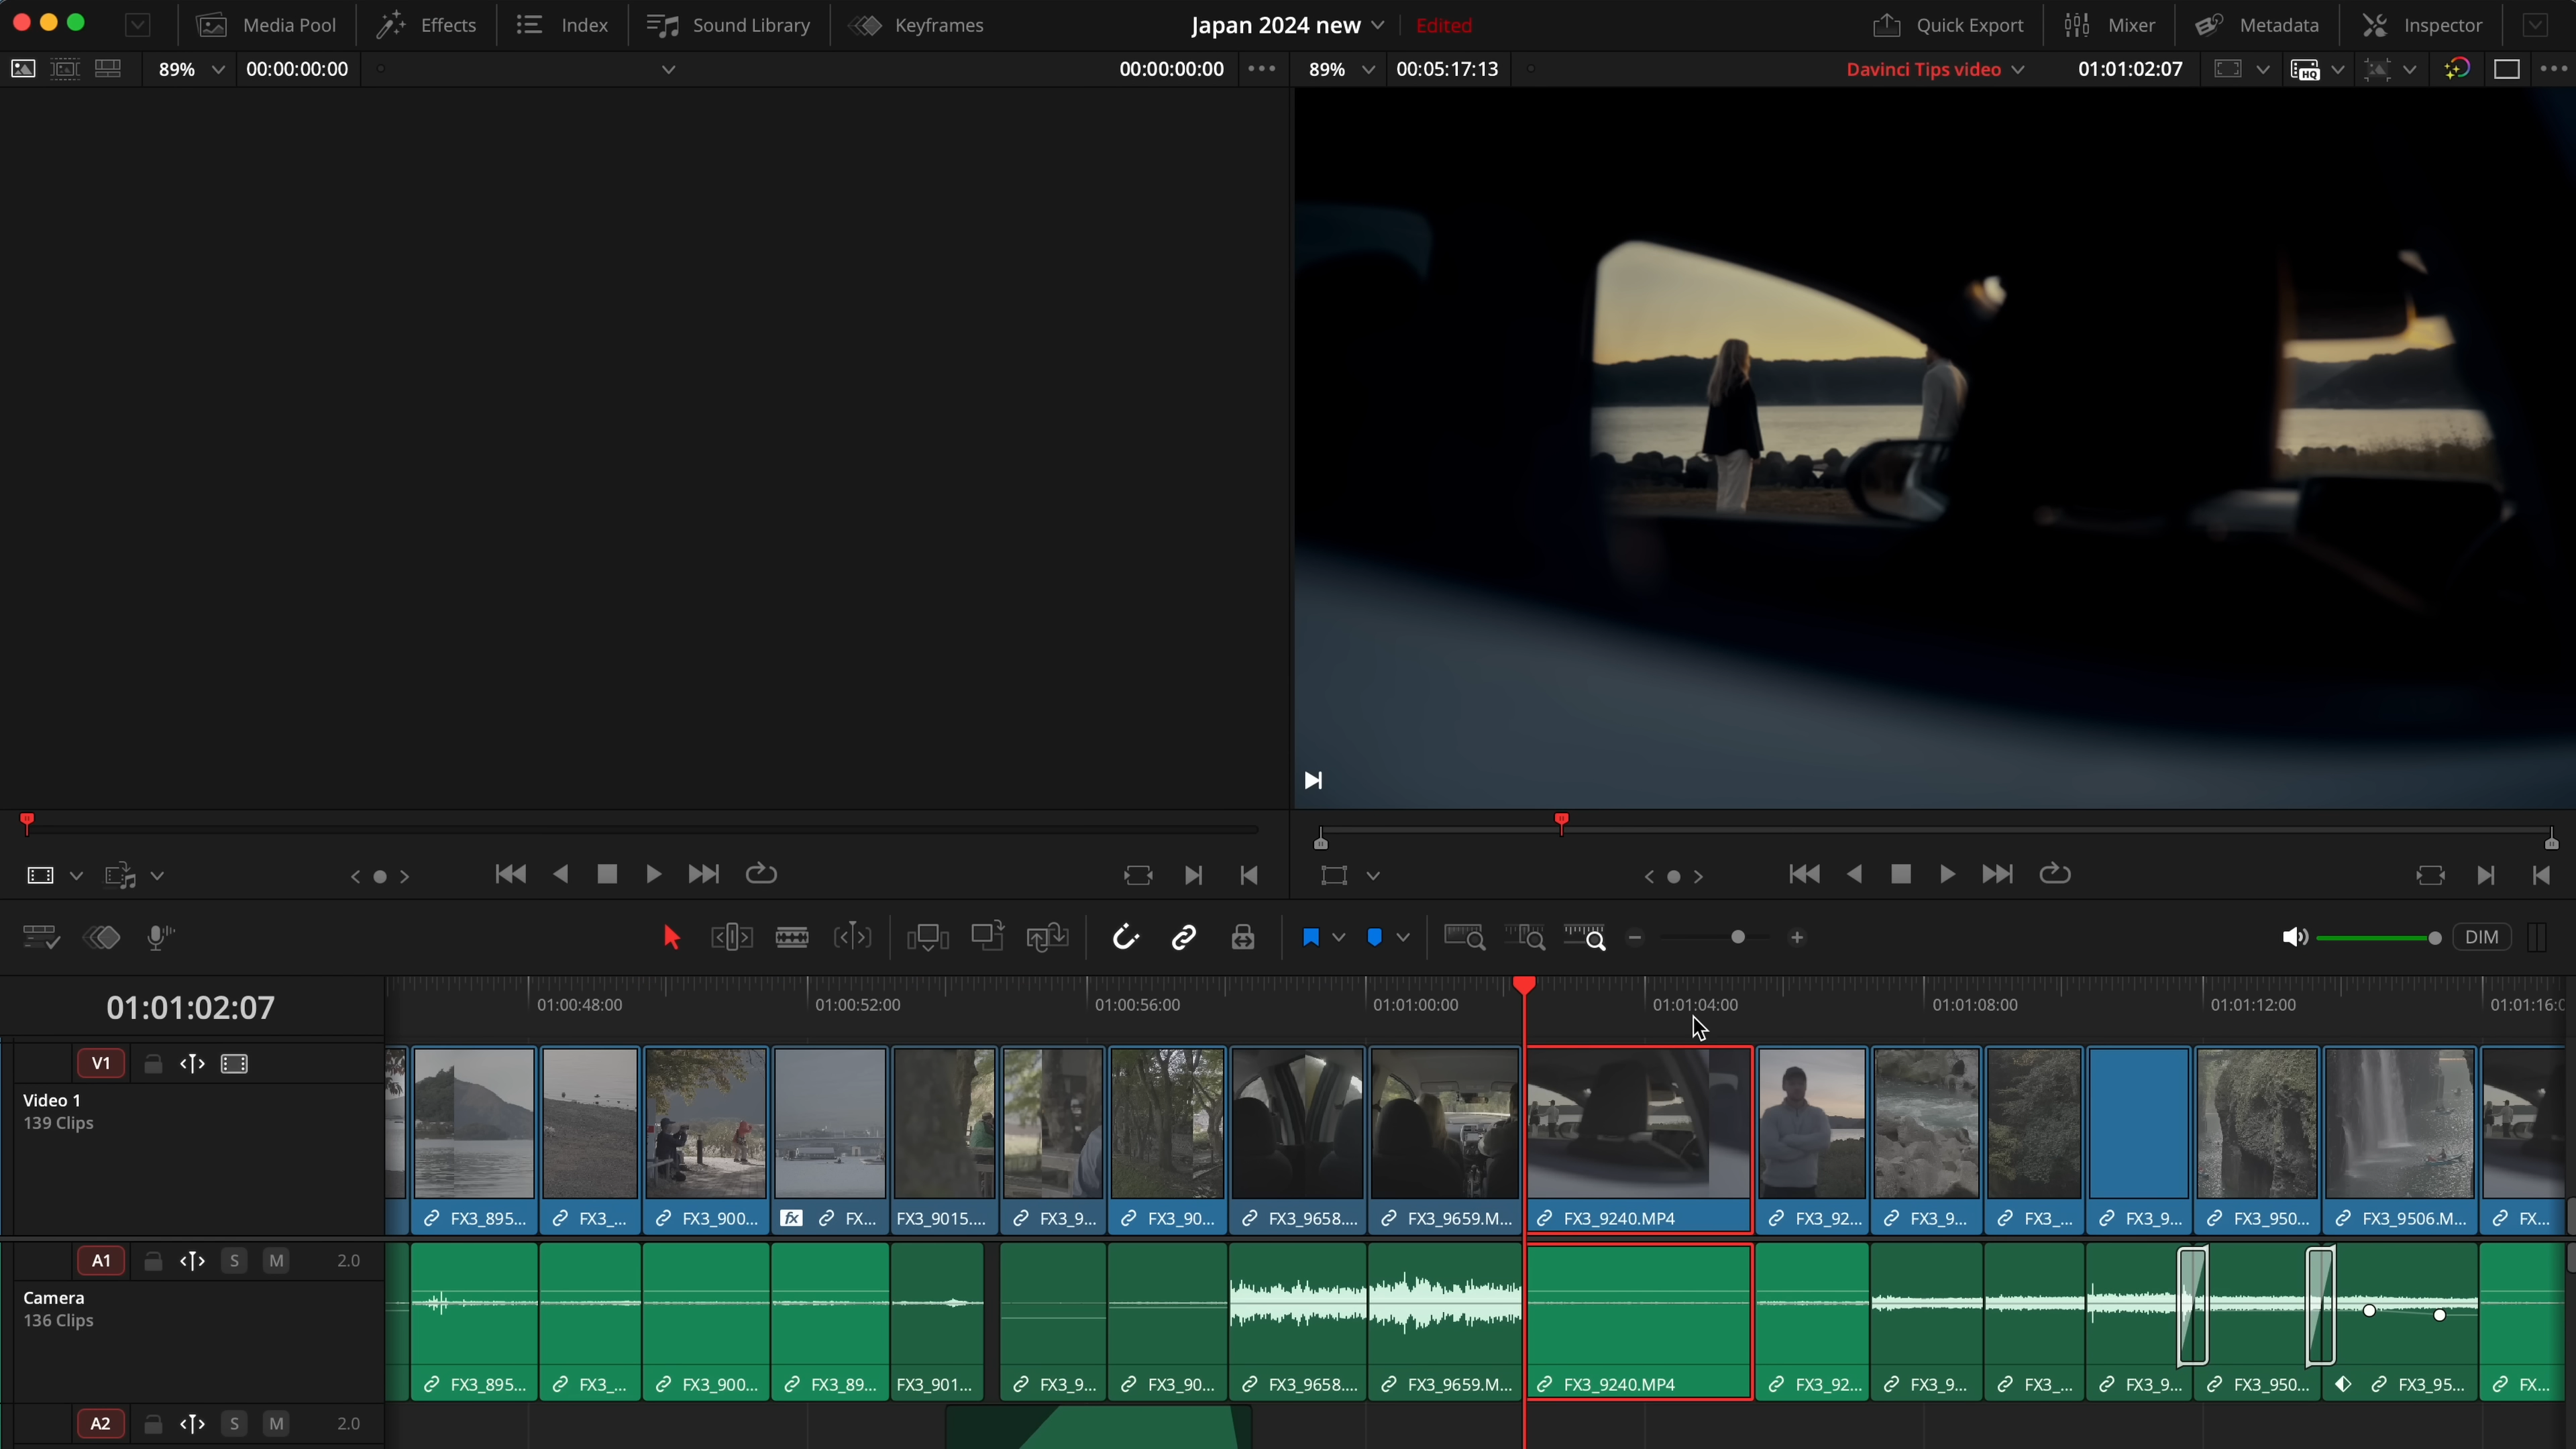 Media Pool Effects Index Sound Library Keyframes Japan 2024 new Edited Quick Export Mixer Metadata Inspector
89% 00:00:00:00 00:00:00:00 ••• 89% 00:05:17:13 Davinci Tips video 01:01:02:07 HQ •••
DIM
01:01:02:07 01:00:48:00 01:00:52:00 01:00:56:00 01:01:00:00 01:01:04:00 01:01:08:00 01:01:12:00 01:01:16:0
V1
Video 1
139 Clips
FX3_895... FX3_... FX3_900... fx FX... FX3_9015.... FX3_9... FX3_90... FX3_9658.... FX3_9659.M... FX3_9240.MP4 FX3_92... FX3_9... FX3_... FX3_9... FX3_950... FX3_9506.M... FX...
A1 S M 2.0
Camera
136 Clips
FX3_895... FX3_... FX3_900... FX3_89... FX3_901... FX3_9... FX3_90... FX3_9658.... FX3_9659.M... FX3_9240.MP4 FX3_92... FX3_9... FX3_... FX3_9... FX3_950... FX3_95... FX...
A2 S M 2.0